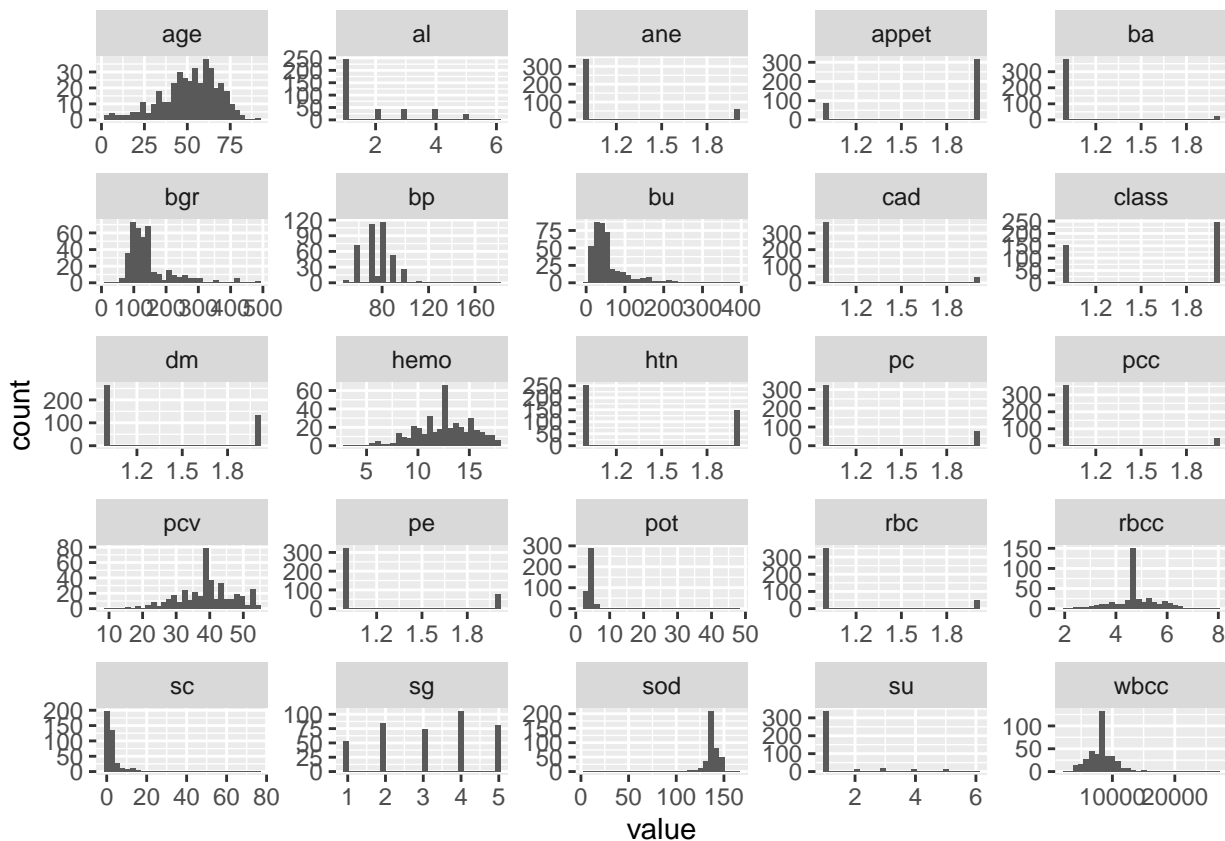 age al ane appet ba
30 20 10 0 250 200 150 100 50 0 300 200 100 0 300 200 100 0 300 200 100 0
0 25 50 75 2 4 6 1.2 1.5 1.8 1.2 1.5 1.8 1.2 1.5 1.8
bgr bp bu cad class
60 40 20 0 120 90 60 30 0 75 50 25 0 300 200 100 0 250 200 150 100 50 0
0 100 200 300 400 500 80 120 160 0 100 200 300 400 1.2 1.5 1.8 1.2 1.5 1.8
dm hemo htn pc pcc
200 100 0 60 40 20 0 250 200 150 100 50 0 300 200 100 0 300 200 100 0
1.2 1.5 1.8 5 10 15 1.2 1.5 1.8 1.2 1.5 1.8 1.2 1.5 1.8
count
pcv pe pot rbc rbcc
80 60 40 20 0 300 200 100 0 300 200 100 0 300 200 100 0 150 100 50 0
10 20 30 40 50 1.2 1.5 1.8 0 10 20 30 40 50 1.2 1.5 1.8 2 4 6 8
sc sg sod su wbcc
200 150 100 50 0 100 75 50 25 0 200 150 100 50 0 300 200 100 0 100 50 0
0 20 40 60 80 1 2 3 4 5 0 50 100 150 2 4 6 10000 20000
value